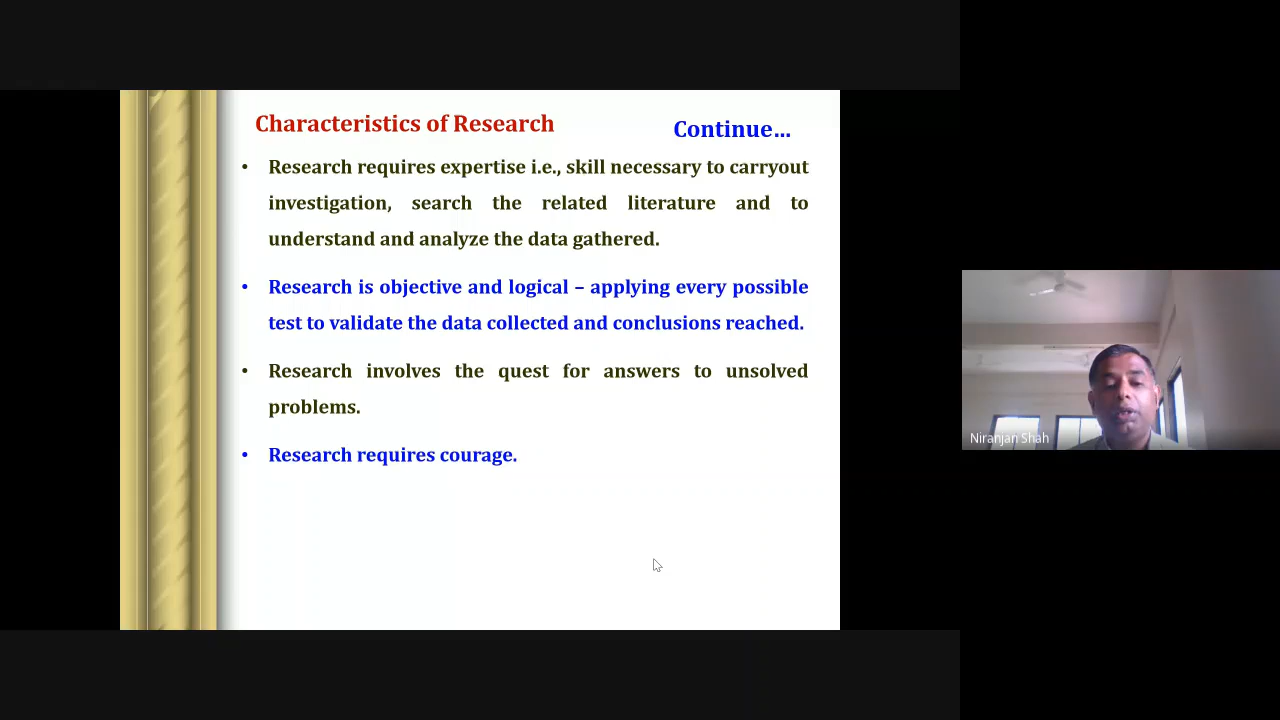 Characteristics of Research
Continue...
• Research requires expertise i.e., skill necessary to carryout
investigation, search the related literature and to
understand and analyze the data gathered.
• Research is objective and logical – applying every possible
test to validate the data collected and conclusions reached.
• Research involves the quest for answers to unsolved
problems.
• Research requires courage.
Niranjan Shah